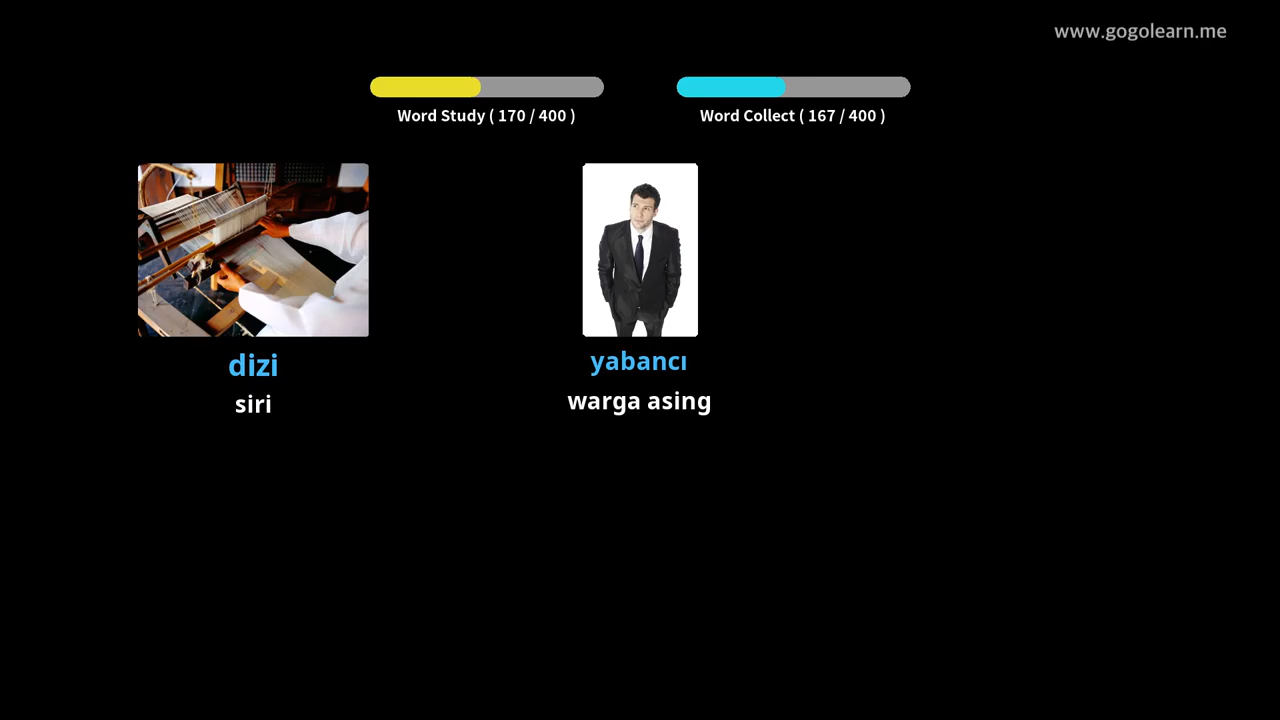 www.gogolearn.me
Word Study ( 170 / 400 )
Word Collect ( 167 / 400 )
dizi
siri
yabancı
warga asing